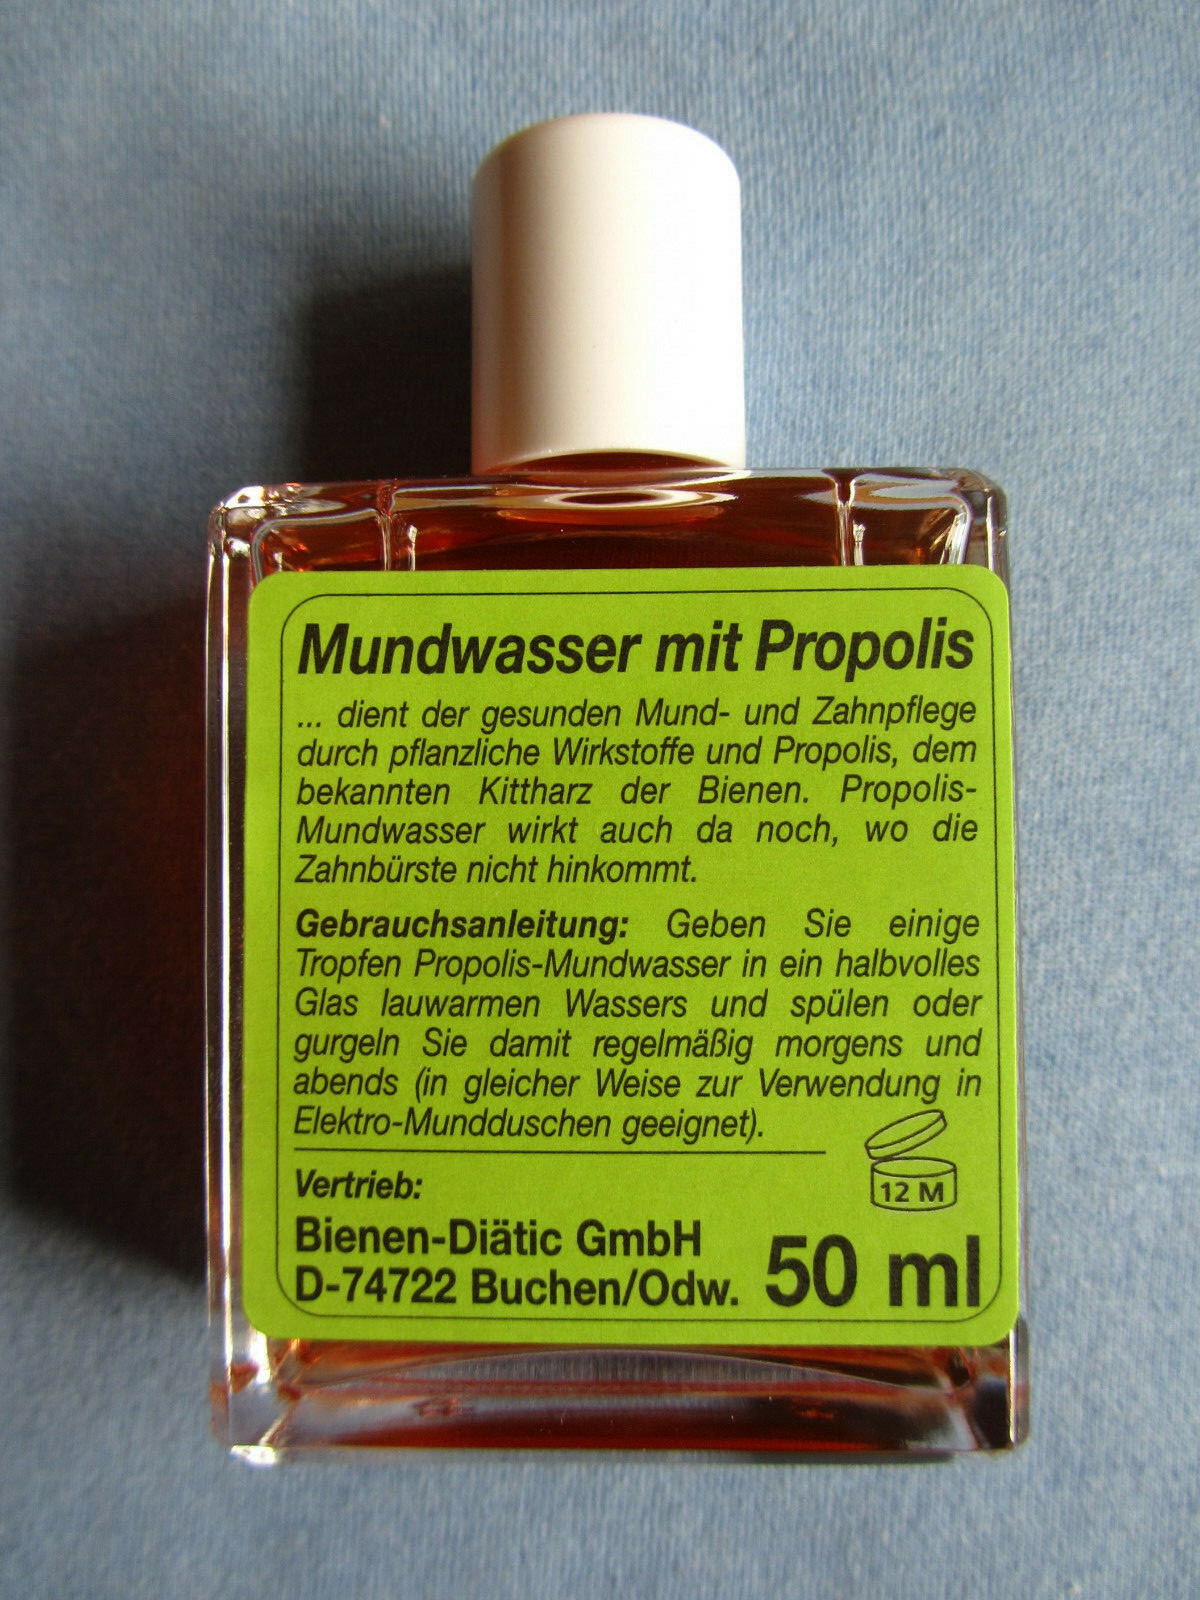 Mundwasser mit Propolis
... dient der gesunden Mund- und Zahnpflege
durch pflanzliche Wirkstoffe und Propolis, dem
bekannten Kittharz der Bienen. Propolis-
Mundwasser wirkt auch da noch, wo die
Zahnbürste nicht hinkommt.
Gebrauchsanleitung: Geben Sie einige
Tropfen Propolis-Mundwasser in ein halbvolles
Glas lauwarmen Wassers und spülen oder
gurgeln Sie damit regelmäßig morgens und
abends (in gleicher Weise zur Verwendung in
Elektro-Mundduschen geeignet).
12 M
Vertrieb:
Bienen-Diätic GmbH
D-74722 Buchen/Odw.
50 ml